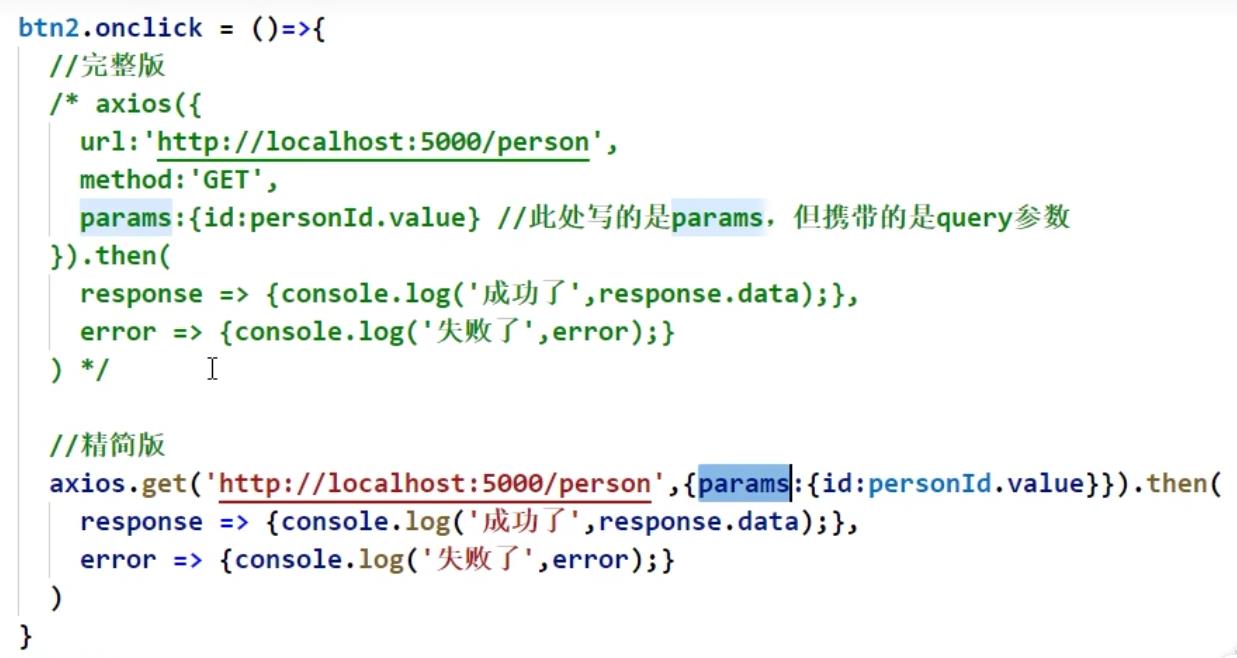 btn2.onclick = ()=>{
//完整版
/* axios({
url:'http://localhost:5000/person',
method:'GET',
params:{id:personId.value} //此处写的是params，但携带的是query参数
}).then(
response => {console.log('成功了',response.data);},
error => {console.log('失败了',error);}
) */
//精简版
axios.get('http://localhost:5000/person',{params:{id:personId.value}}).then(
response => {console.log('成功了',response.data);},
error => {console.log('失败了',error);}
)
}